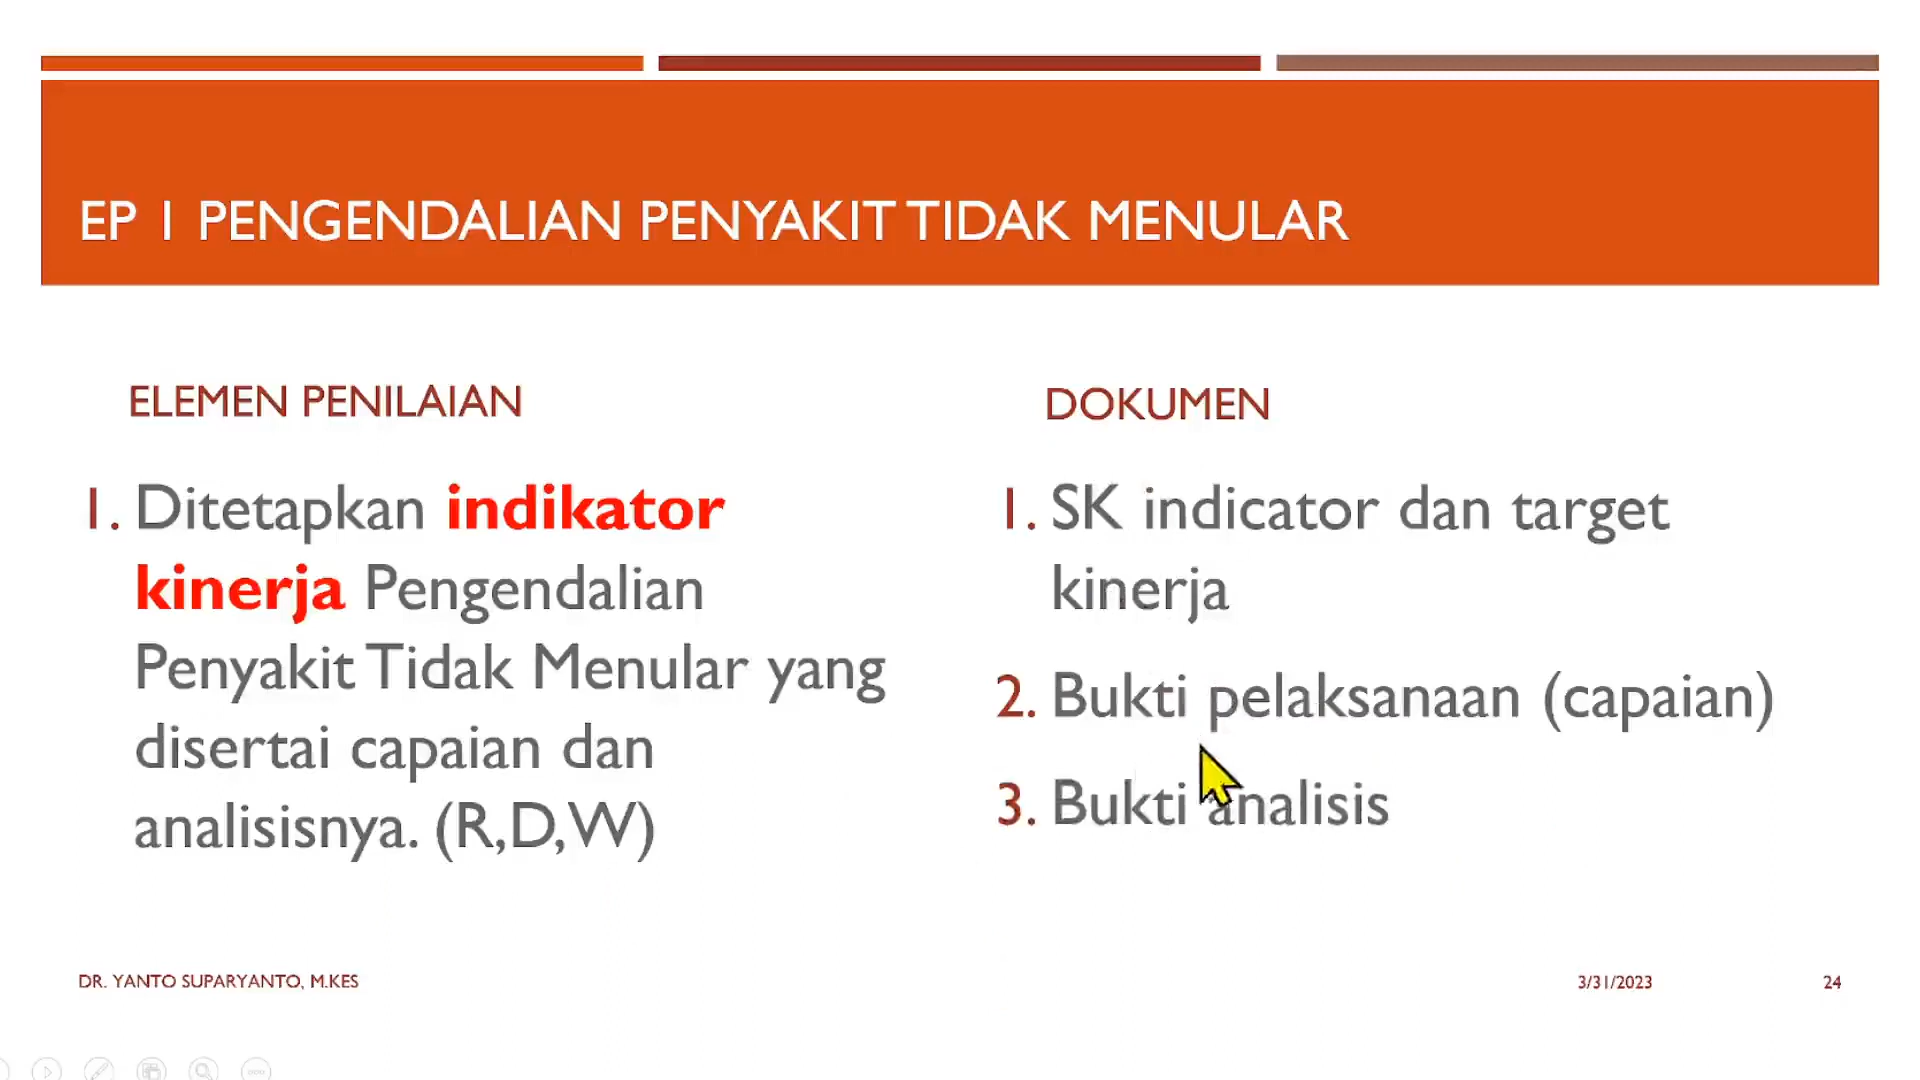 EP 1 PENGENDALIAN PENYAKIT TIDAK MENULAR
ELEMEN PENILAIAN
1. Ditetapkan indikator
kinerja Pengendalian
Penyakit Tidak Menular yang
disertai capaian dan
analisisnya. (R,D,W)
DOKUMEN
1. SK indicator dan target
kinerja
2. Bukti pelaksanaan (capaian)
3. Bukti analisis
DR. YANTO SUPARYANTO, M.KES
3/31/2023
24